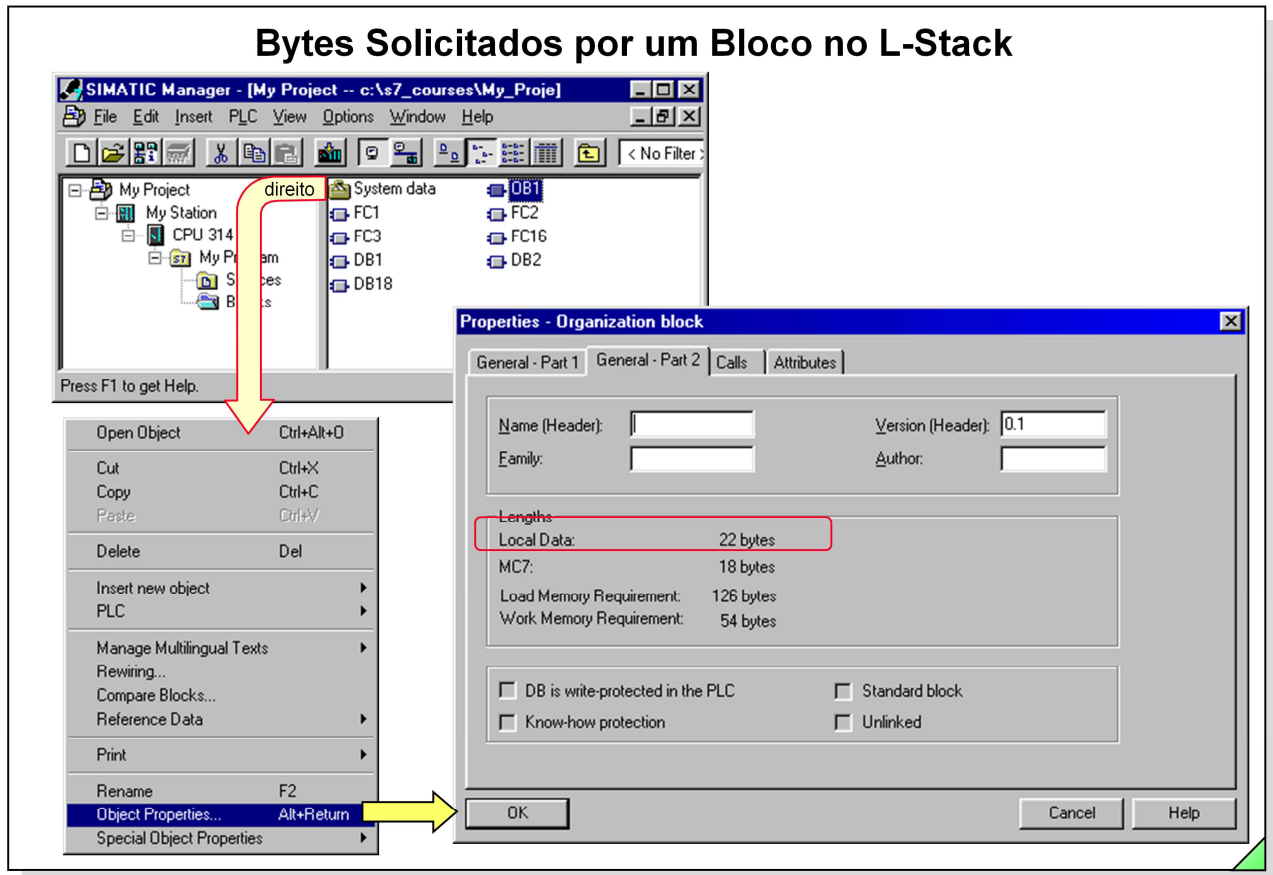 Bytes Solicitados por um Bloco no L-Stack
SIMATIC Manager - [My Project -- c:\s7_courses\My_Proje]
File Edit Insert PLC View Options Window Help
< No Filter >
My Project
My Station
CPU 314
My Program
direito
System data OB1
FC1 FC2
FC3 FC16
DB1 DB2
DB18
Press F1 to get Help.
Open Object Ctrl+Alt+O
Cut Ctrl+X
Copy Ctrl+C
Paste Ctrl+V
Delete Del
Insert new object
PLC
Manage Multilingual Texts
Rewiring...
Compare Blocks...
Reference Data
Print
Rename F2
Object Properties... Alt+Return
Special Object Properties
Properties - Organization block
General - Part 1 General - Part 2 Calls Attributes
Name (Header): Version (Header): 0.1
Family: Author:
Lengths
Local Data: 22 bytes
MC7: 18 bytes
Load Memory Requirement: 126 bytes
Work Memory Requirement: 54 bytes
DB is write-protected in the PLC Standard block
Know-how protection Unlinked
OK Cancel Help